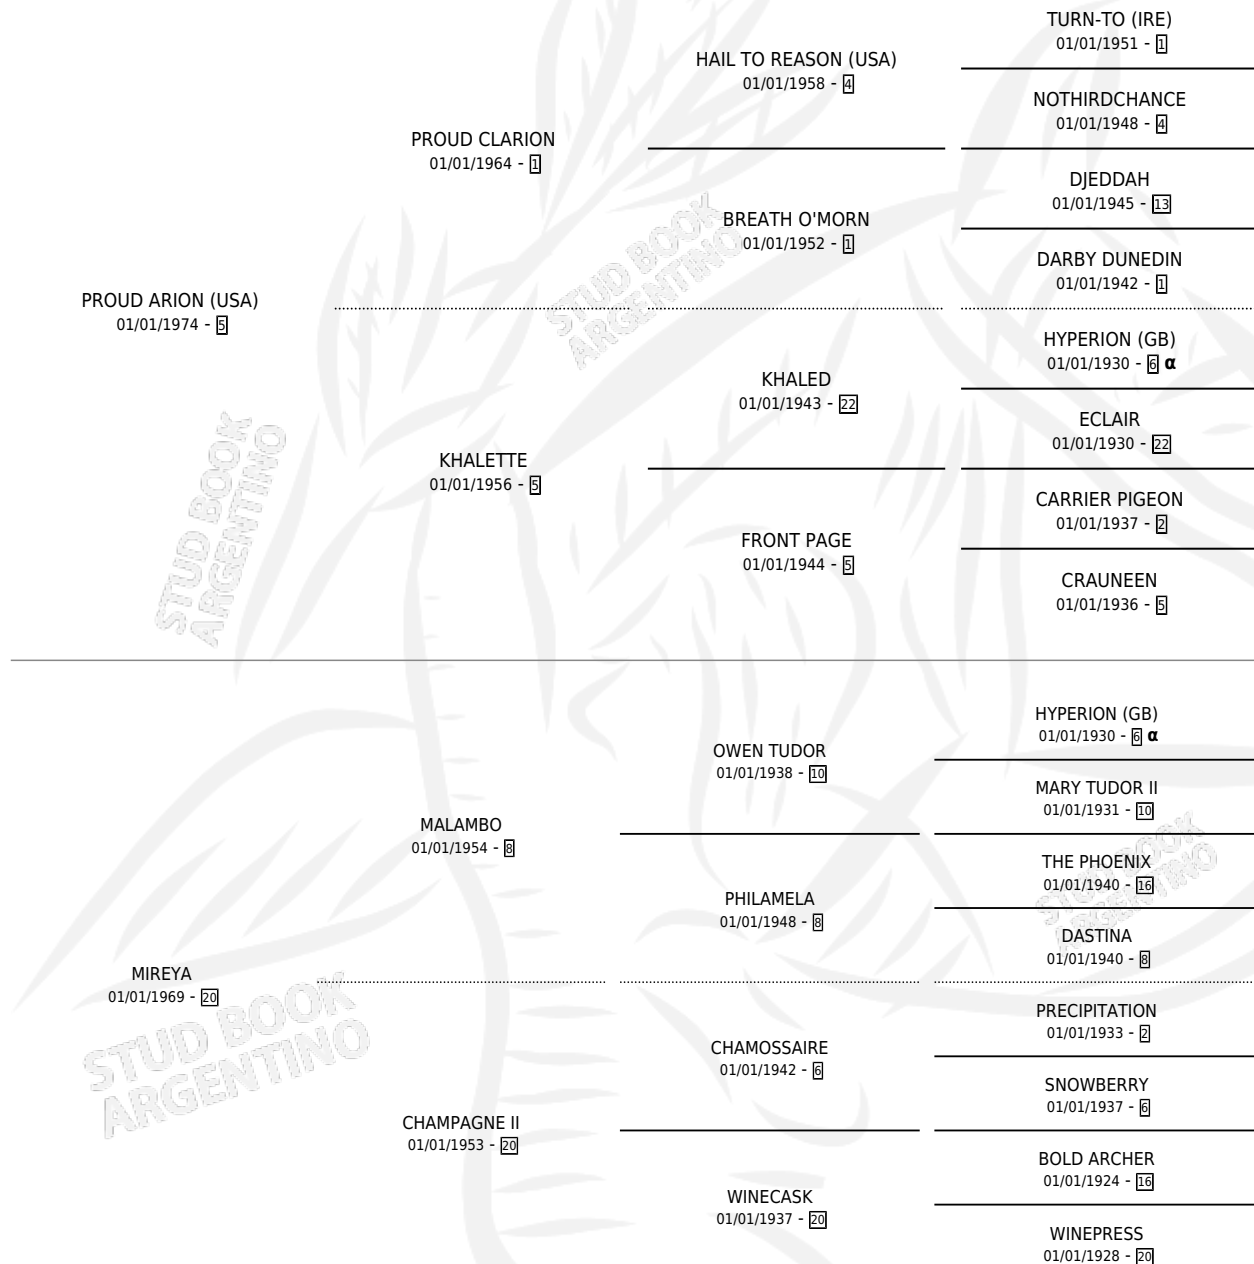 TURN-TO (IRE)
01/01/1951 - 1
HAIL TO REASON (USA)
01/01/1958 - 4
NOTHIRDCHANCE
01/01/1948 - 4
PROUD CLARION
01/01/1964 - 1
DJEDDAH
01/01/1945 - 13
BREATH O'MORN
01/01/1952 - 1
DARBY DUNEDIN
01/01/1942 - 1
PROUD ARION (USA)
01/01/1974 - 5
HYPERION (GB)
01/01/1930 - 6 α
KHALED
01/01/1943 - 22
ECLAIR
01/01/1930 - 22
KHALETTE
01/01/1956 - 5
CARRIER PIGEON
01/01/1937 - 2
FRONT PAGE
01/01/1944 - 5
CRAUNEEN
01/01/1936 - 5
HYPERION (GB)
01/01/1930 - 6 α
OWEN TUDOR
01/01/1938 - 10
MARY TUDOR II
01/01/1931 - 10
MALAMBO
01/01/1954 - 8
THE PHOENIX
01/01/1940 - 16
PHILAMELA
01/01/1948 - 8
DASTINA
01/01/1940 - 8
MIREYA
01/01/1969 - 20
PRECIPITATION
01/01/1933 - 2
CHAMOSSAIRE
01/01/1942 - 6
SNOWBERRY
01/01/1937 - 6
CHAMPAGNE II
01/01/1953 - 20
BOLD ARCHER
01/01/1924 - 16
WINECASK
01/01/1937 - 20
WINEPRESS
01/01/1928 - 20
STUD BOOK
ARGENTINO
STUD BOOK
ARGENTINO
STUD BOOK
ARGENTINO
STUD BOOK
ARGENTINO